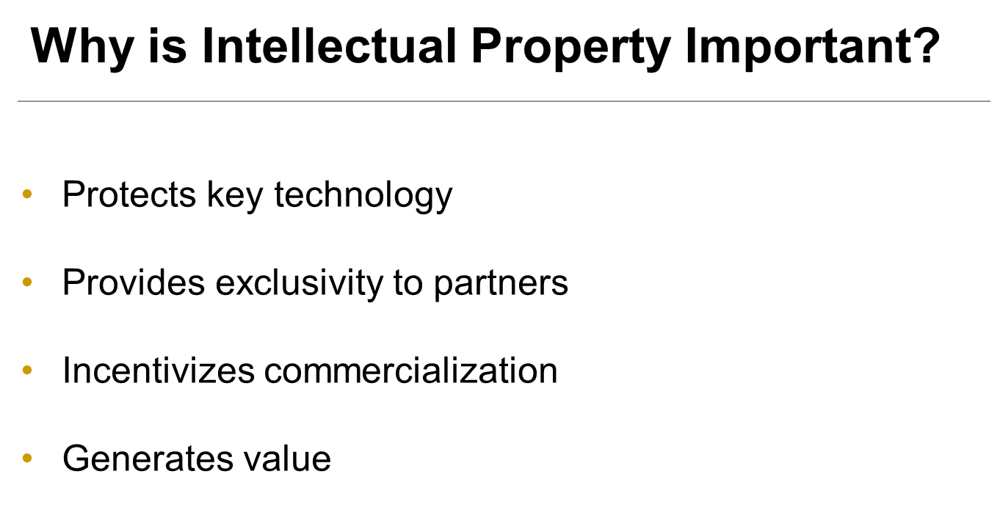 Why is Intellectual Property Important?
• Protects key technology
• Provides exclusivity to partners
• Incentivizes commercialization
• Generates value